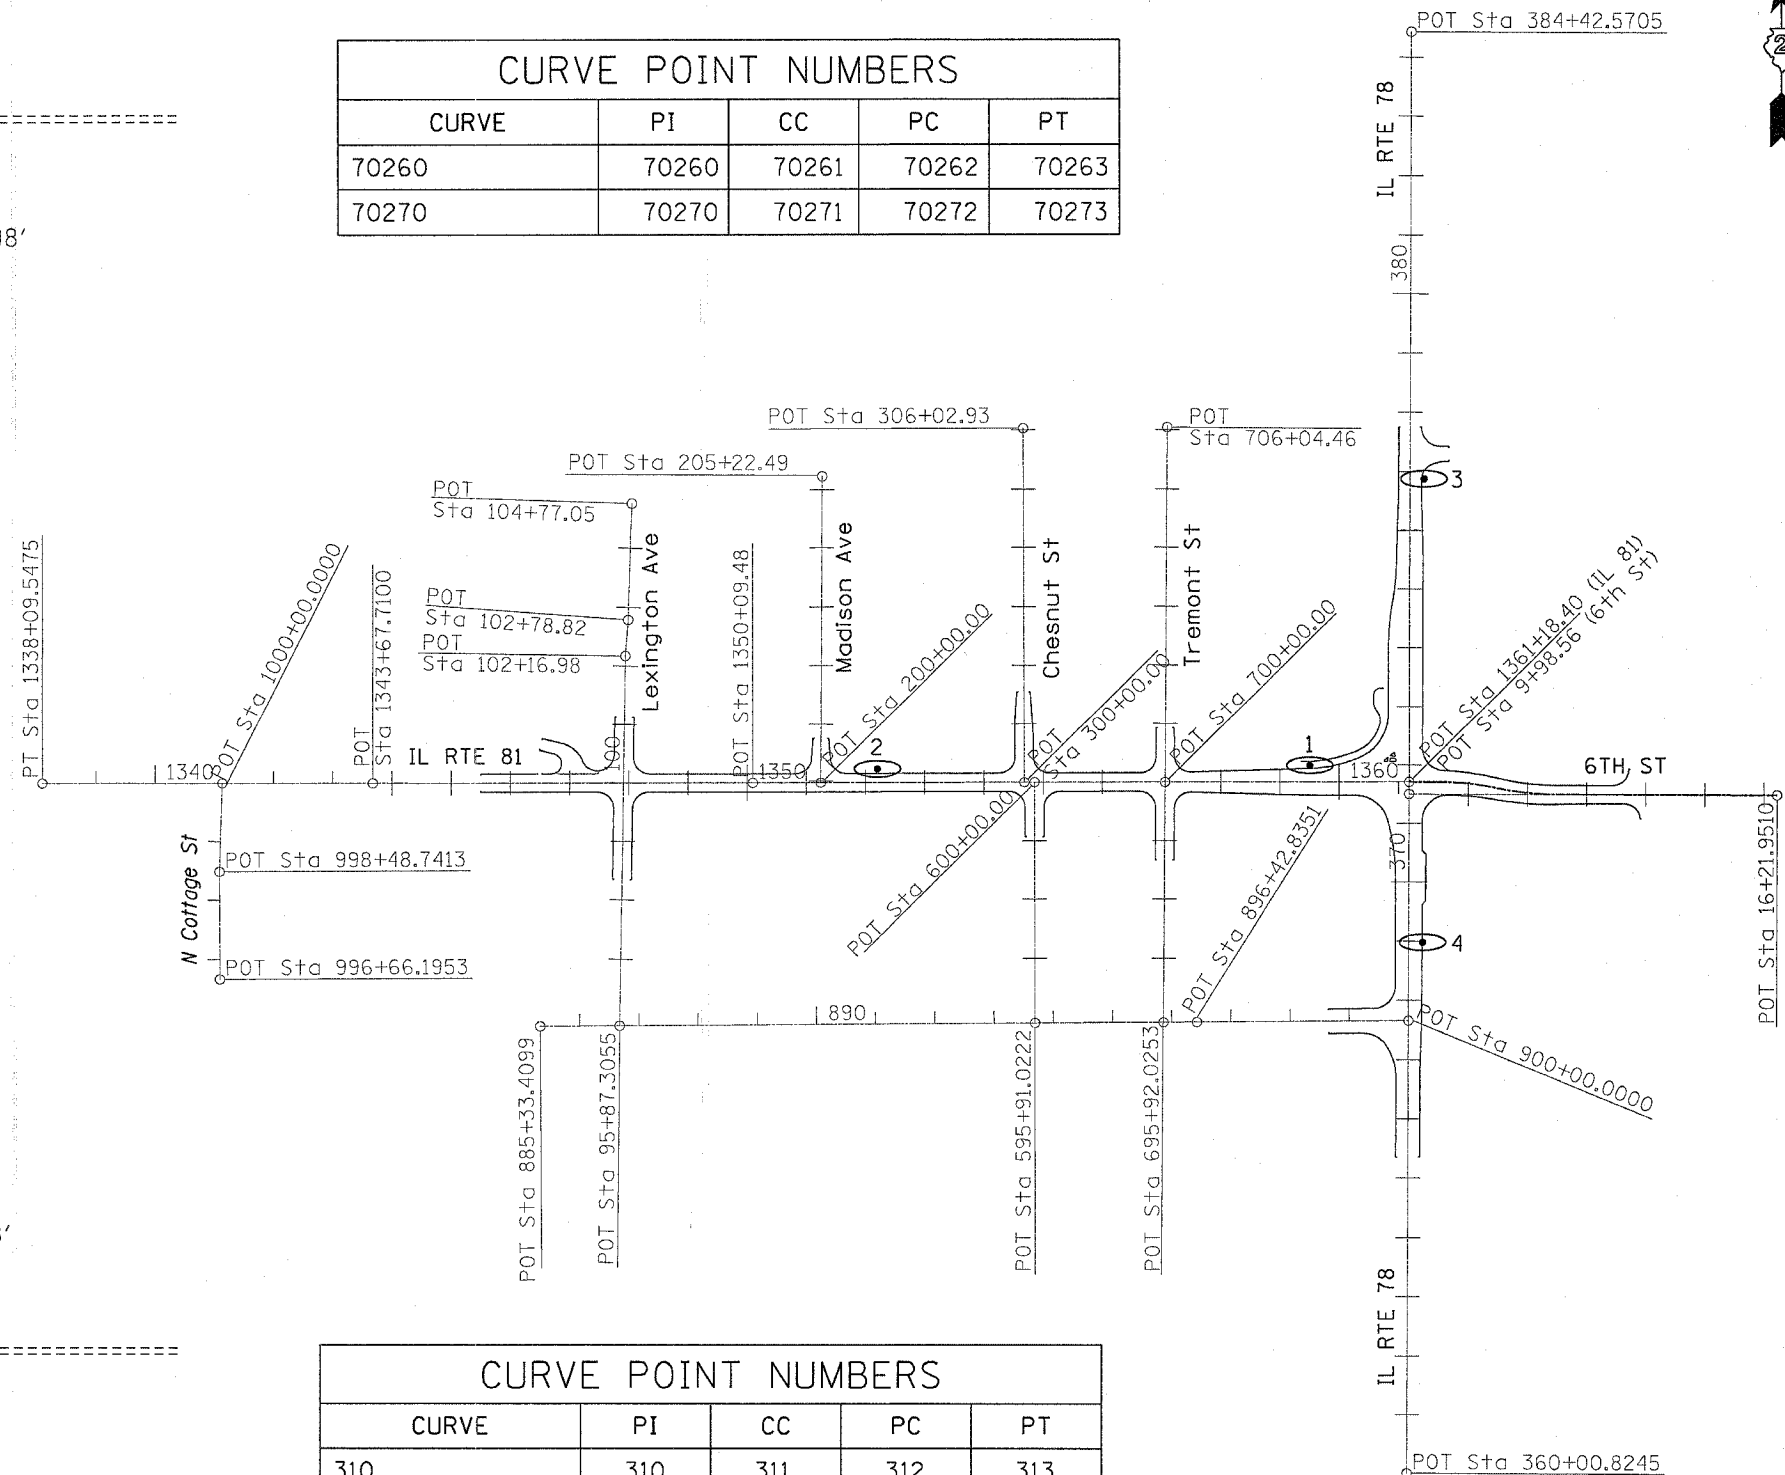 POT Sta 384+42.5705
CURVE POINT NUMBERS
CURVE PI CC PC PT
70260 70260 70261 70262 70263
70270 70270 70271 70272 70273
8'
IL RTE 78
380
POT Sta 306+02.93
POT
Sta 706+04.46
POT Sta 205+22.49
POT
Sta 104+77.05
3
PT Sta 1338+09.5475
POT Sta 1000+00.0000
POT
Sta 1343+67.7100
POT
Sta 102+78.82
POT
Sta 102+16.98
Lexington Ave
POT Sta 1350+09.48
Madison Ave
POT Sta 200+00.00
Chesnut St
POT
Sta 300+00.00
Tremont St
POT Sta 700+00.00
POT Sta 1361+18.40 (IL 81)
POT Sta 9+98.56 (6th St)
1340
IL RTE 81
100
1350
2
1
1360
6TH ST
N Cottage St
POT Sta 998+48.7413
POT Sta 996+66.1953
POT Sta 600+00.00
POT Sta 896+42.8351
370
4
POT Sta 16+21.9510
890
POT Sta 900+00.0000
POT Sta 885+33.4099
POT Sta 95+87.3055
POT Sta 595+91.0222
POT Sta 695+92.0253
IL RTE 78
CURVE POINT NUMBERS
CURVE PI CC PC PT
310 310 311 312 313
POT Sta 360+00.8245